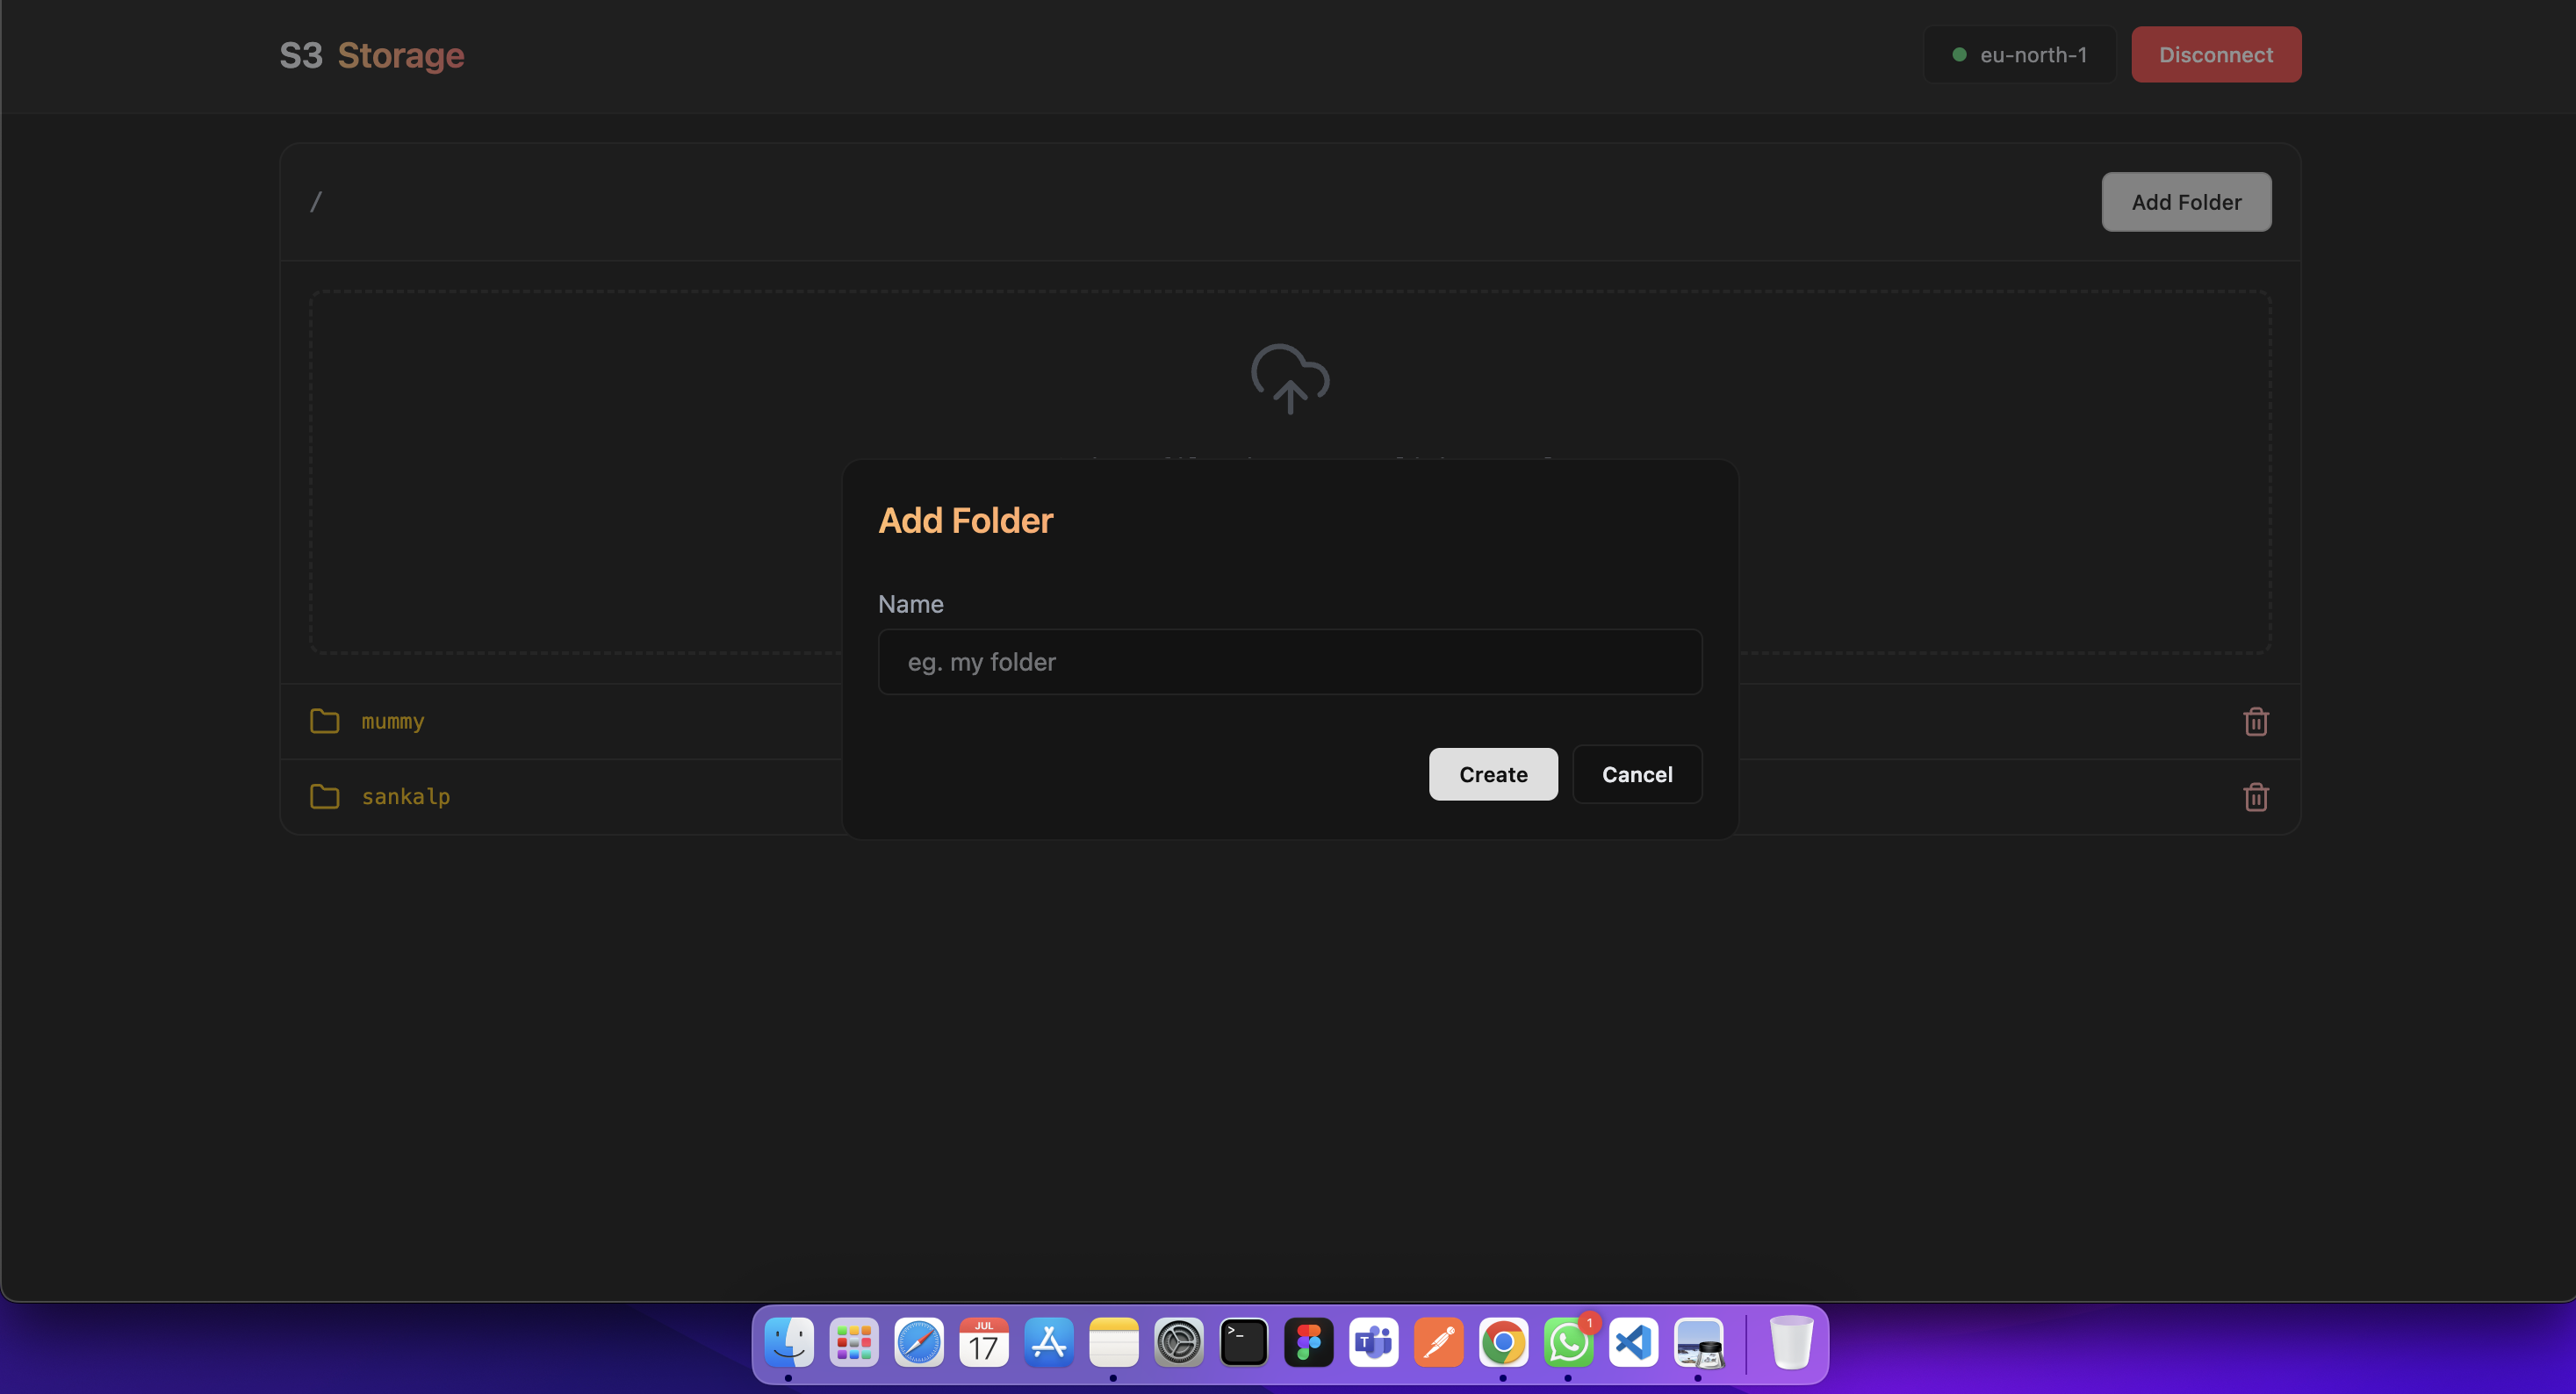 S3 Storage
eu-north-1
Disconnect
/
Add Folder
Add Folder
Name
eg. my folder
Create
Cancel
mummy
sankalp
JUL
17
1